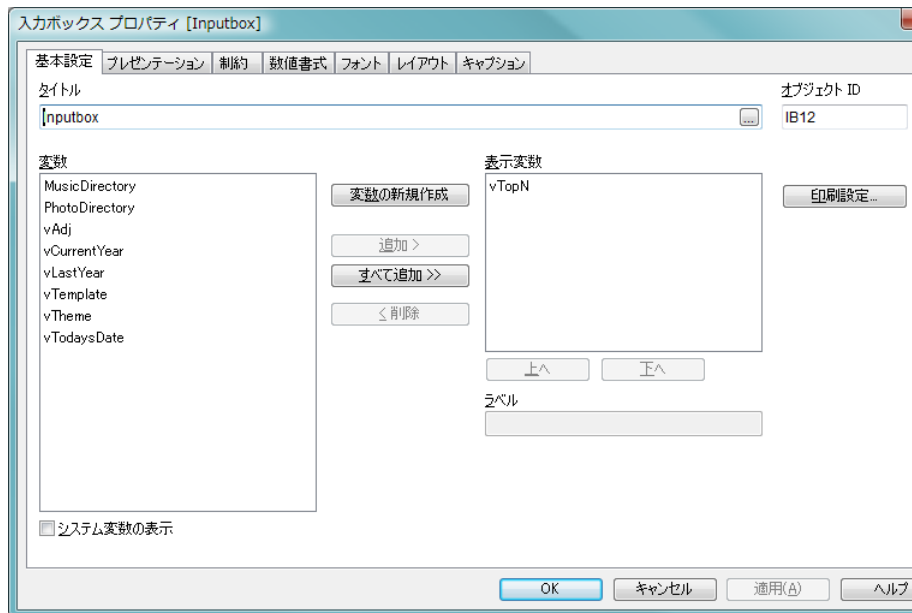 入力ボックス プロパティ [Inputbox]
基本設定 プレゼンテーション 制約 数値書式 フォント レイアウト キャプション
タイトル オブジェクト ID
Inputbox ... IB12
変数 表示変数
MusicDirectory 変数の新規作成 vTopN 印刷設定...
PhotoDirectory
vAdj
vCurrentYear 追加 >
vLastYear すべて追加 >>
vTemplate
vTheme < 削除
vTodaysDate
上へ 下へ
ラベル
システム変数の表示
OK キャンセル 適用(A) ヘルプ